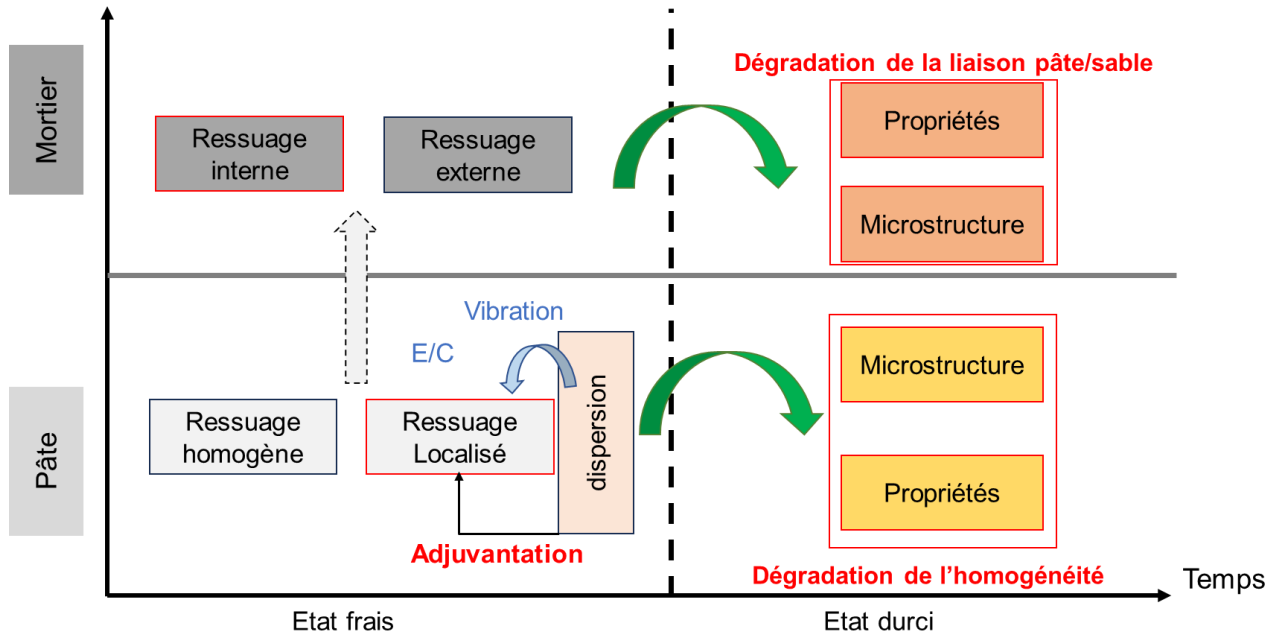 Mortier
Ressuage
interne
Ressuage
externe
Dégradation de la liaison pâte/sable
Propriétés
Microstructure
Pâte
Vibration
E/C
Ressuage
homogène
Ressuage
Localisé
dispersion
Adjuvantation
Microstructure
Propriétés
Dégradation de l’homogénéité
Temps
Etat frais
Etat durci